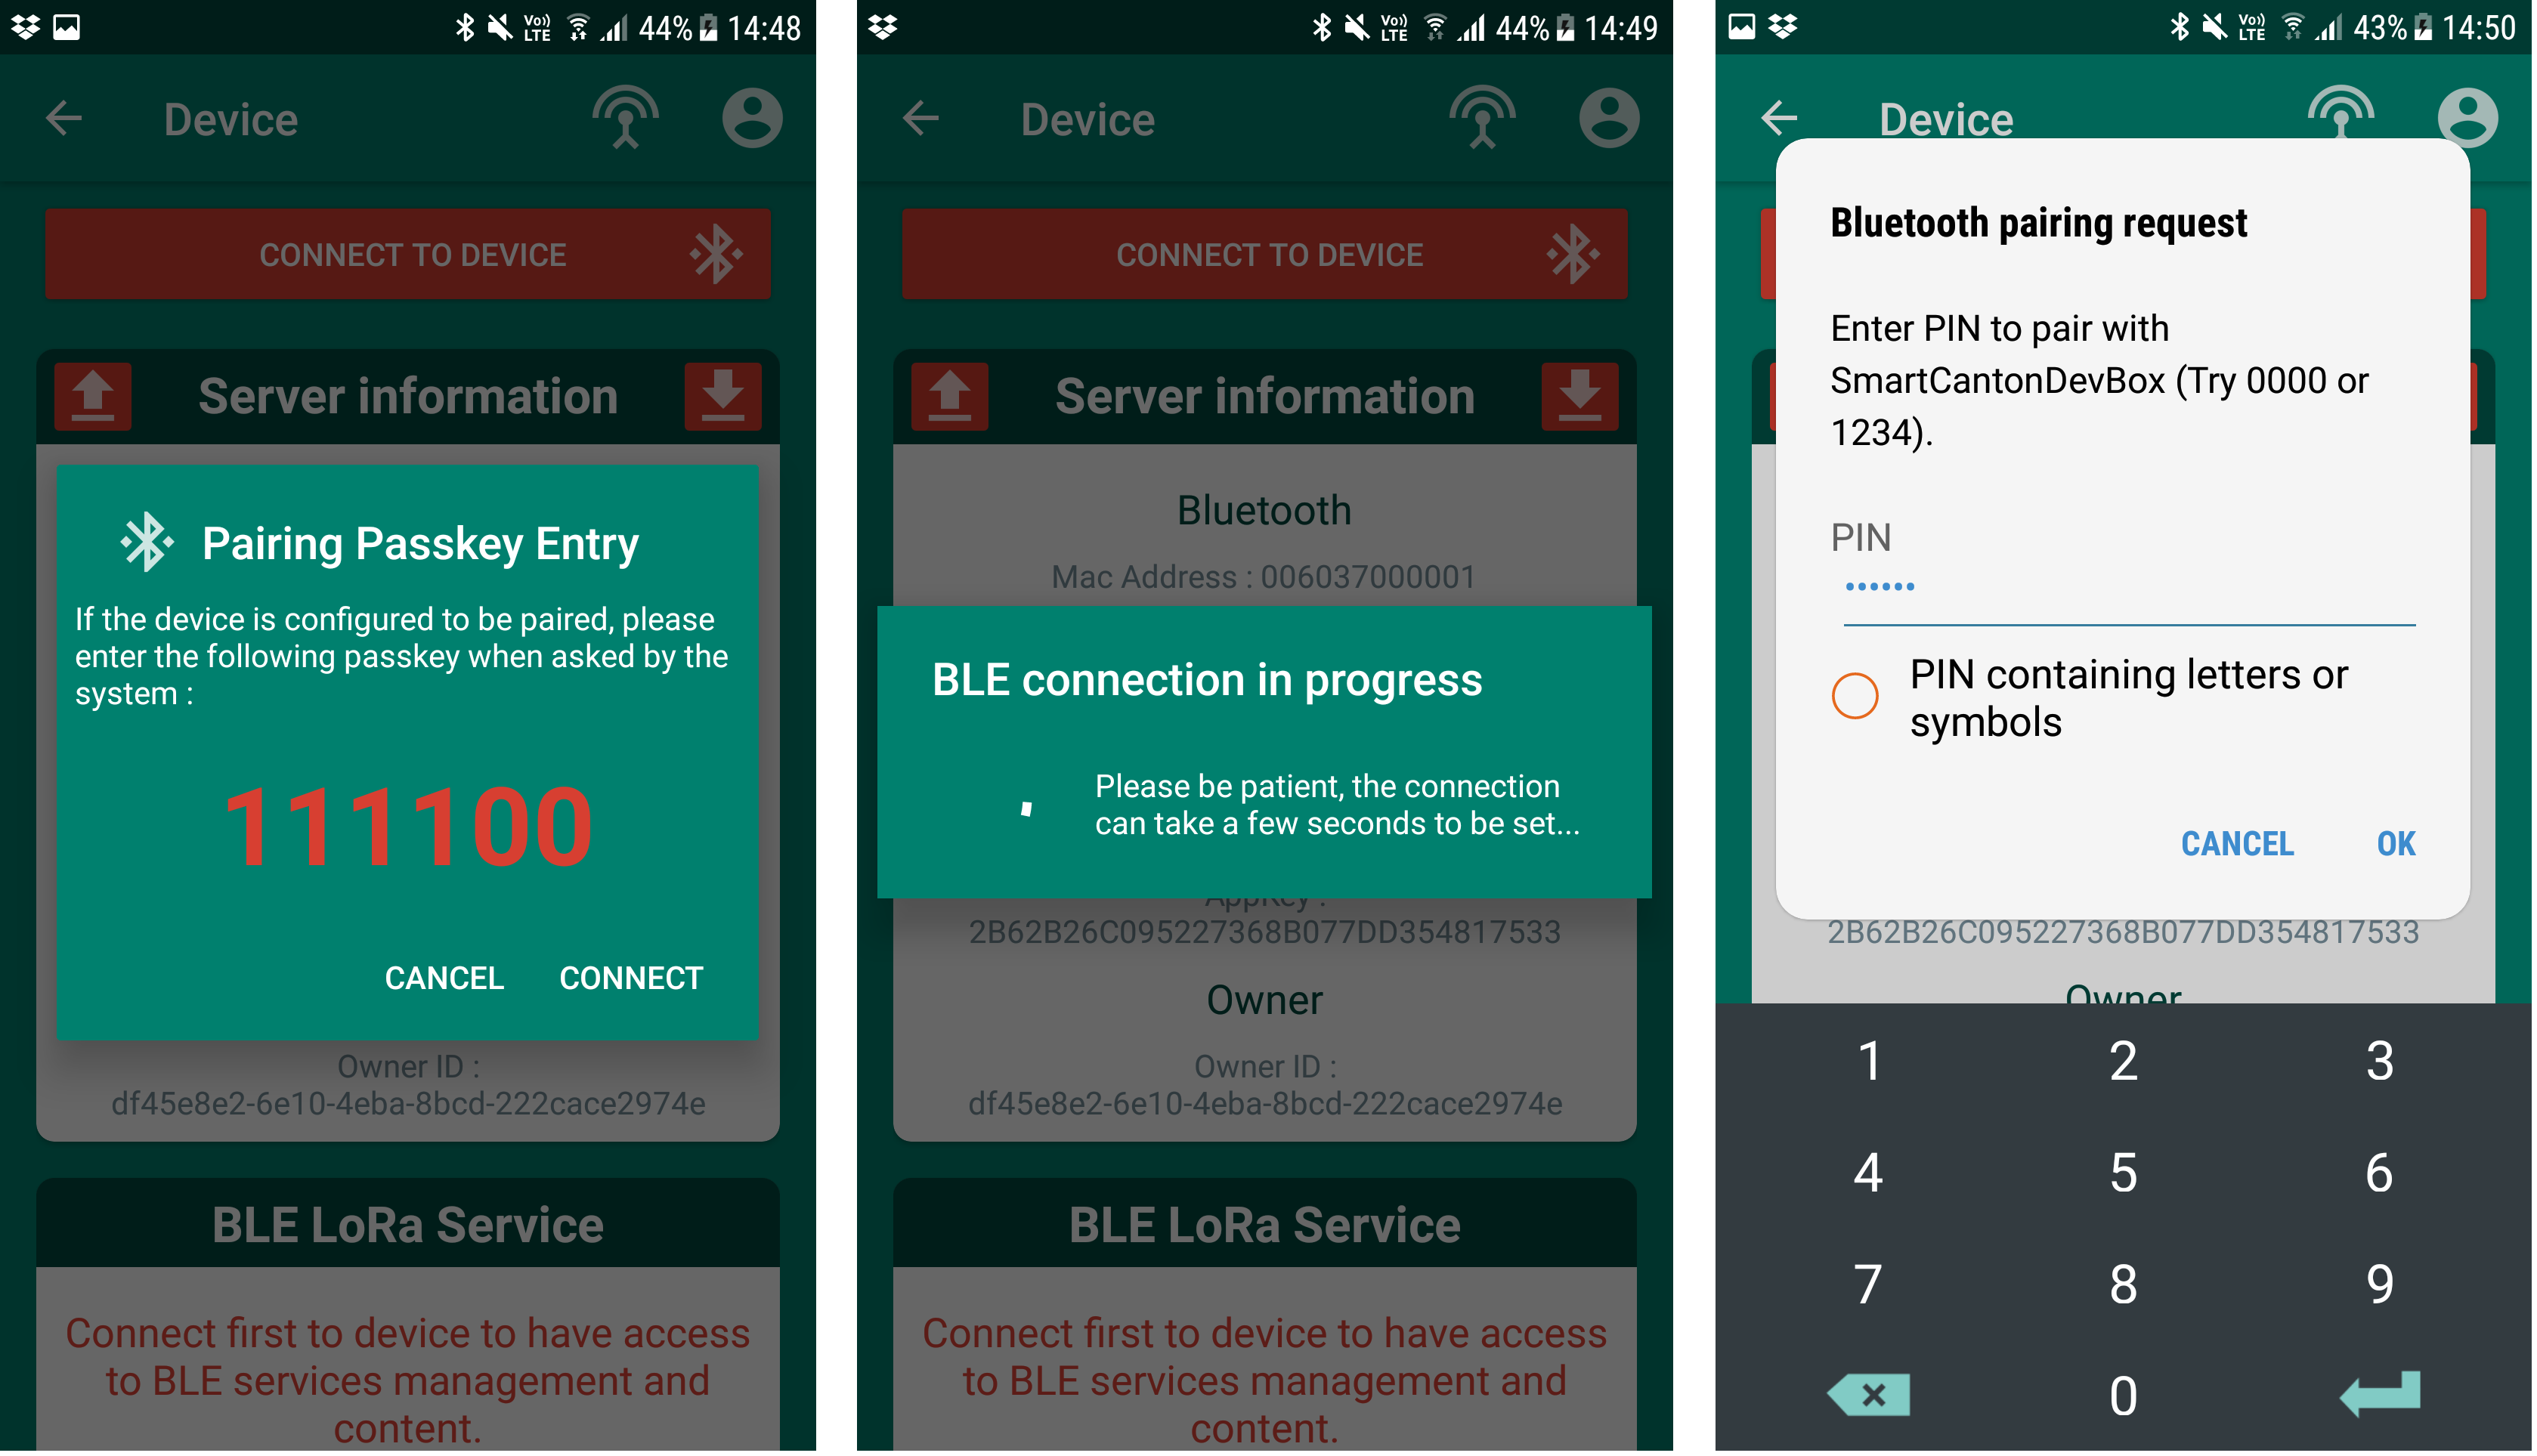 Vo)) LTE 44% 14:48
Device
CONNECT TO DEVICE
Server information
Pairing Passkey Entry
If the device is configured to be paired, please
enter the following passkey when asked by the
system :
111100
CANCEL CONNECT
Owner ID :
df45e8e2-6e10-4eba-8bcd-222cace2974e
BLE LoRa Service
Connect first to device to have access
to BLE services management and
content.
Vo)) LTE 44% 14:49
Device
CONNECT TO DEVICE
Server information
Bluetooth
Mac Address : 006037000001
BLE connection in progress
Please be patient, the connection
can take a few seconds to be set...
AppKey :
2B62B26C095227368B077DD354817533
Owner
Owner ID :
df45e8e2-6e10-4eba-8bcd-222cace2974e
BLE LoRa Service
Connect first to device to have access
to BLE services management and
content.
Vo)) LTE 43% 14:50
Device
Bluetooth pairing request
Enter PIN to pair with
SmartCantonDevBox (Try 0000 or
1234).
PIN
••••••
PIN containing letters or
symbols
CANCEL OK
2B62B26C095227368B077DD354817533
Owner
1 2 3
4 5 6
7 8 9
0